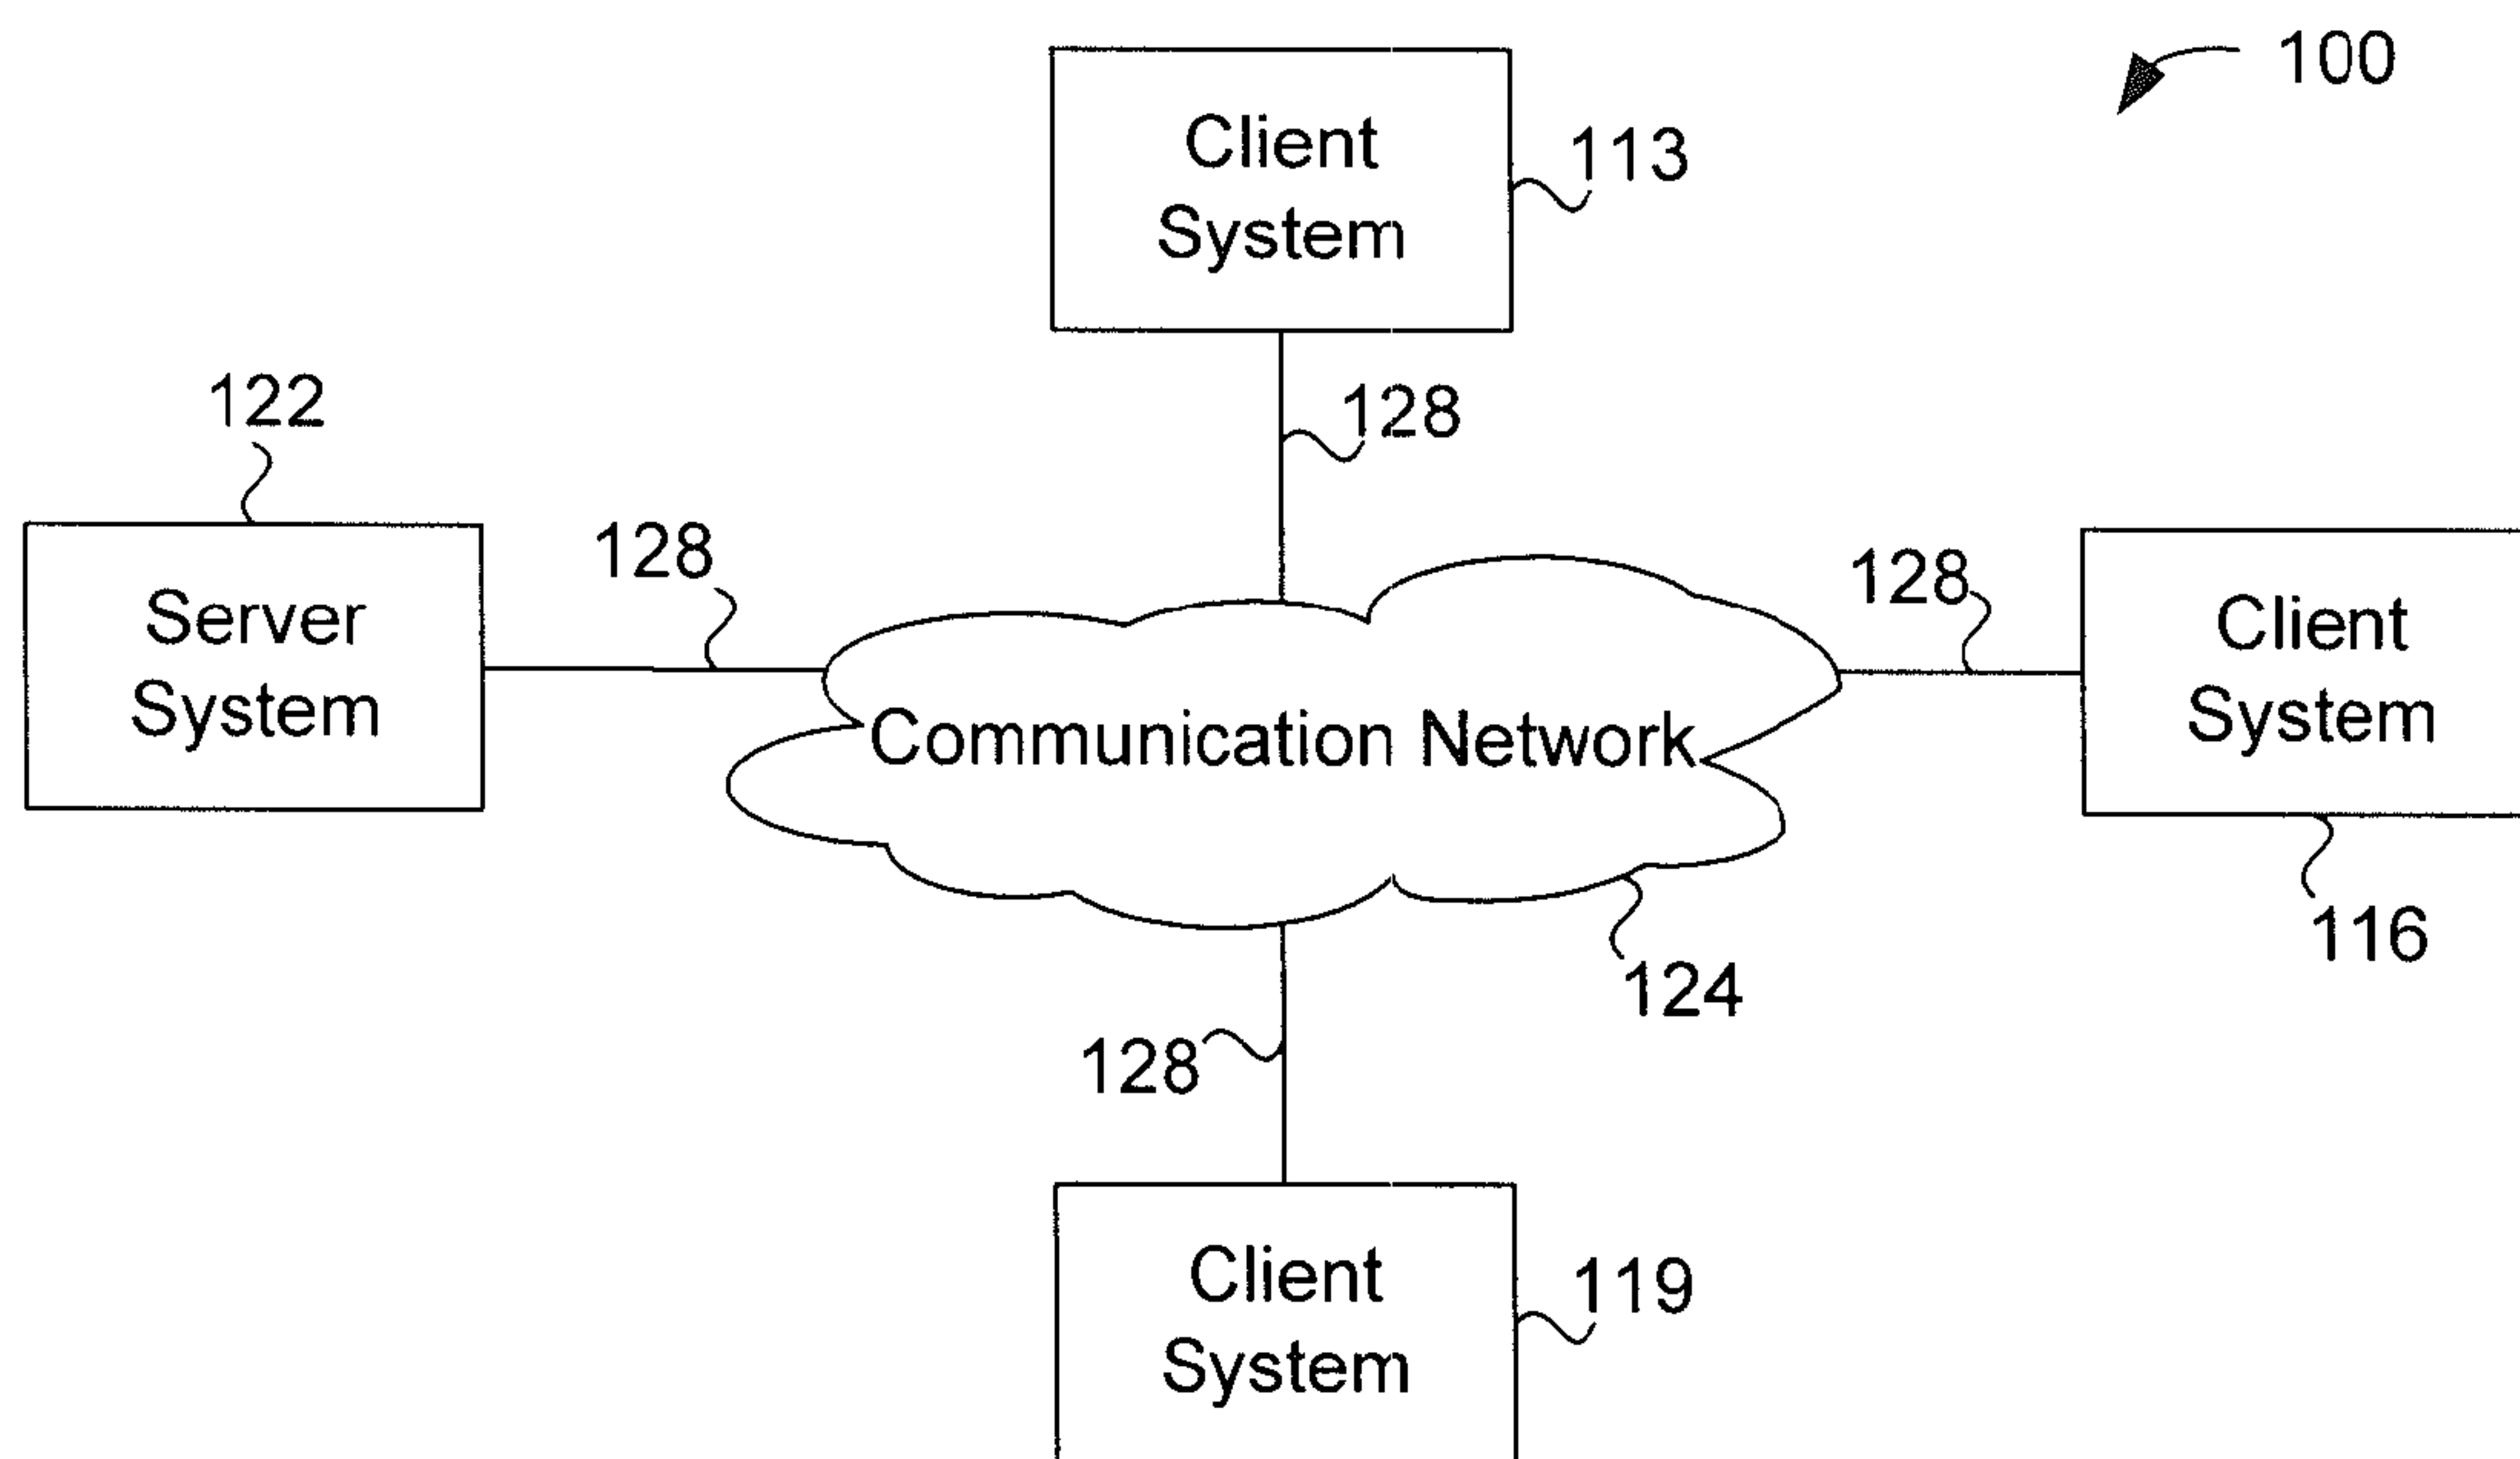 100
Client
System
113
128
122
Server
System
128
128
Client
System
Communication Network
116
124
128
Client
System
119